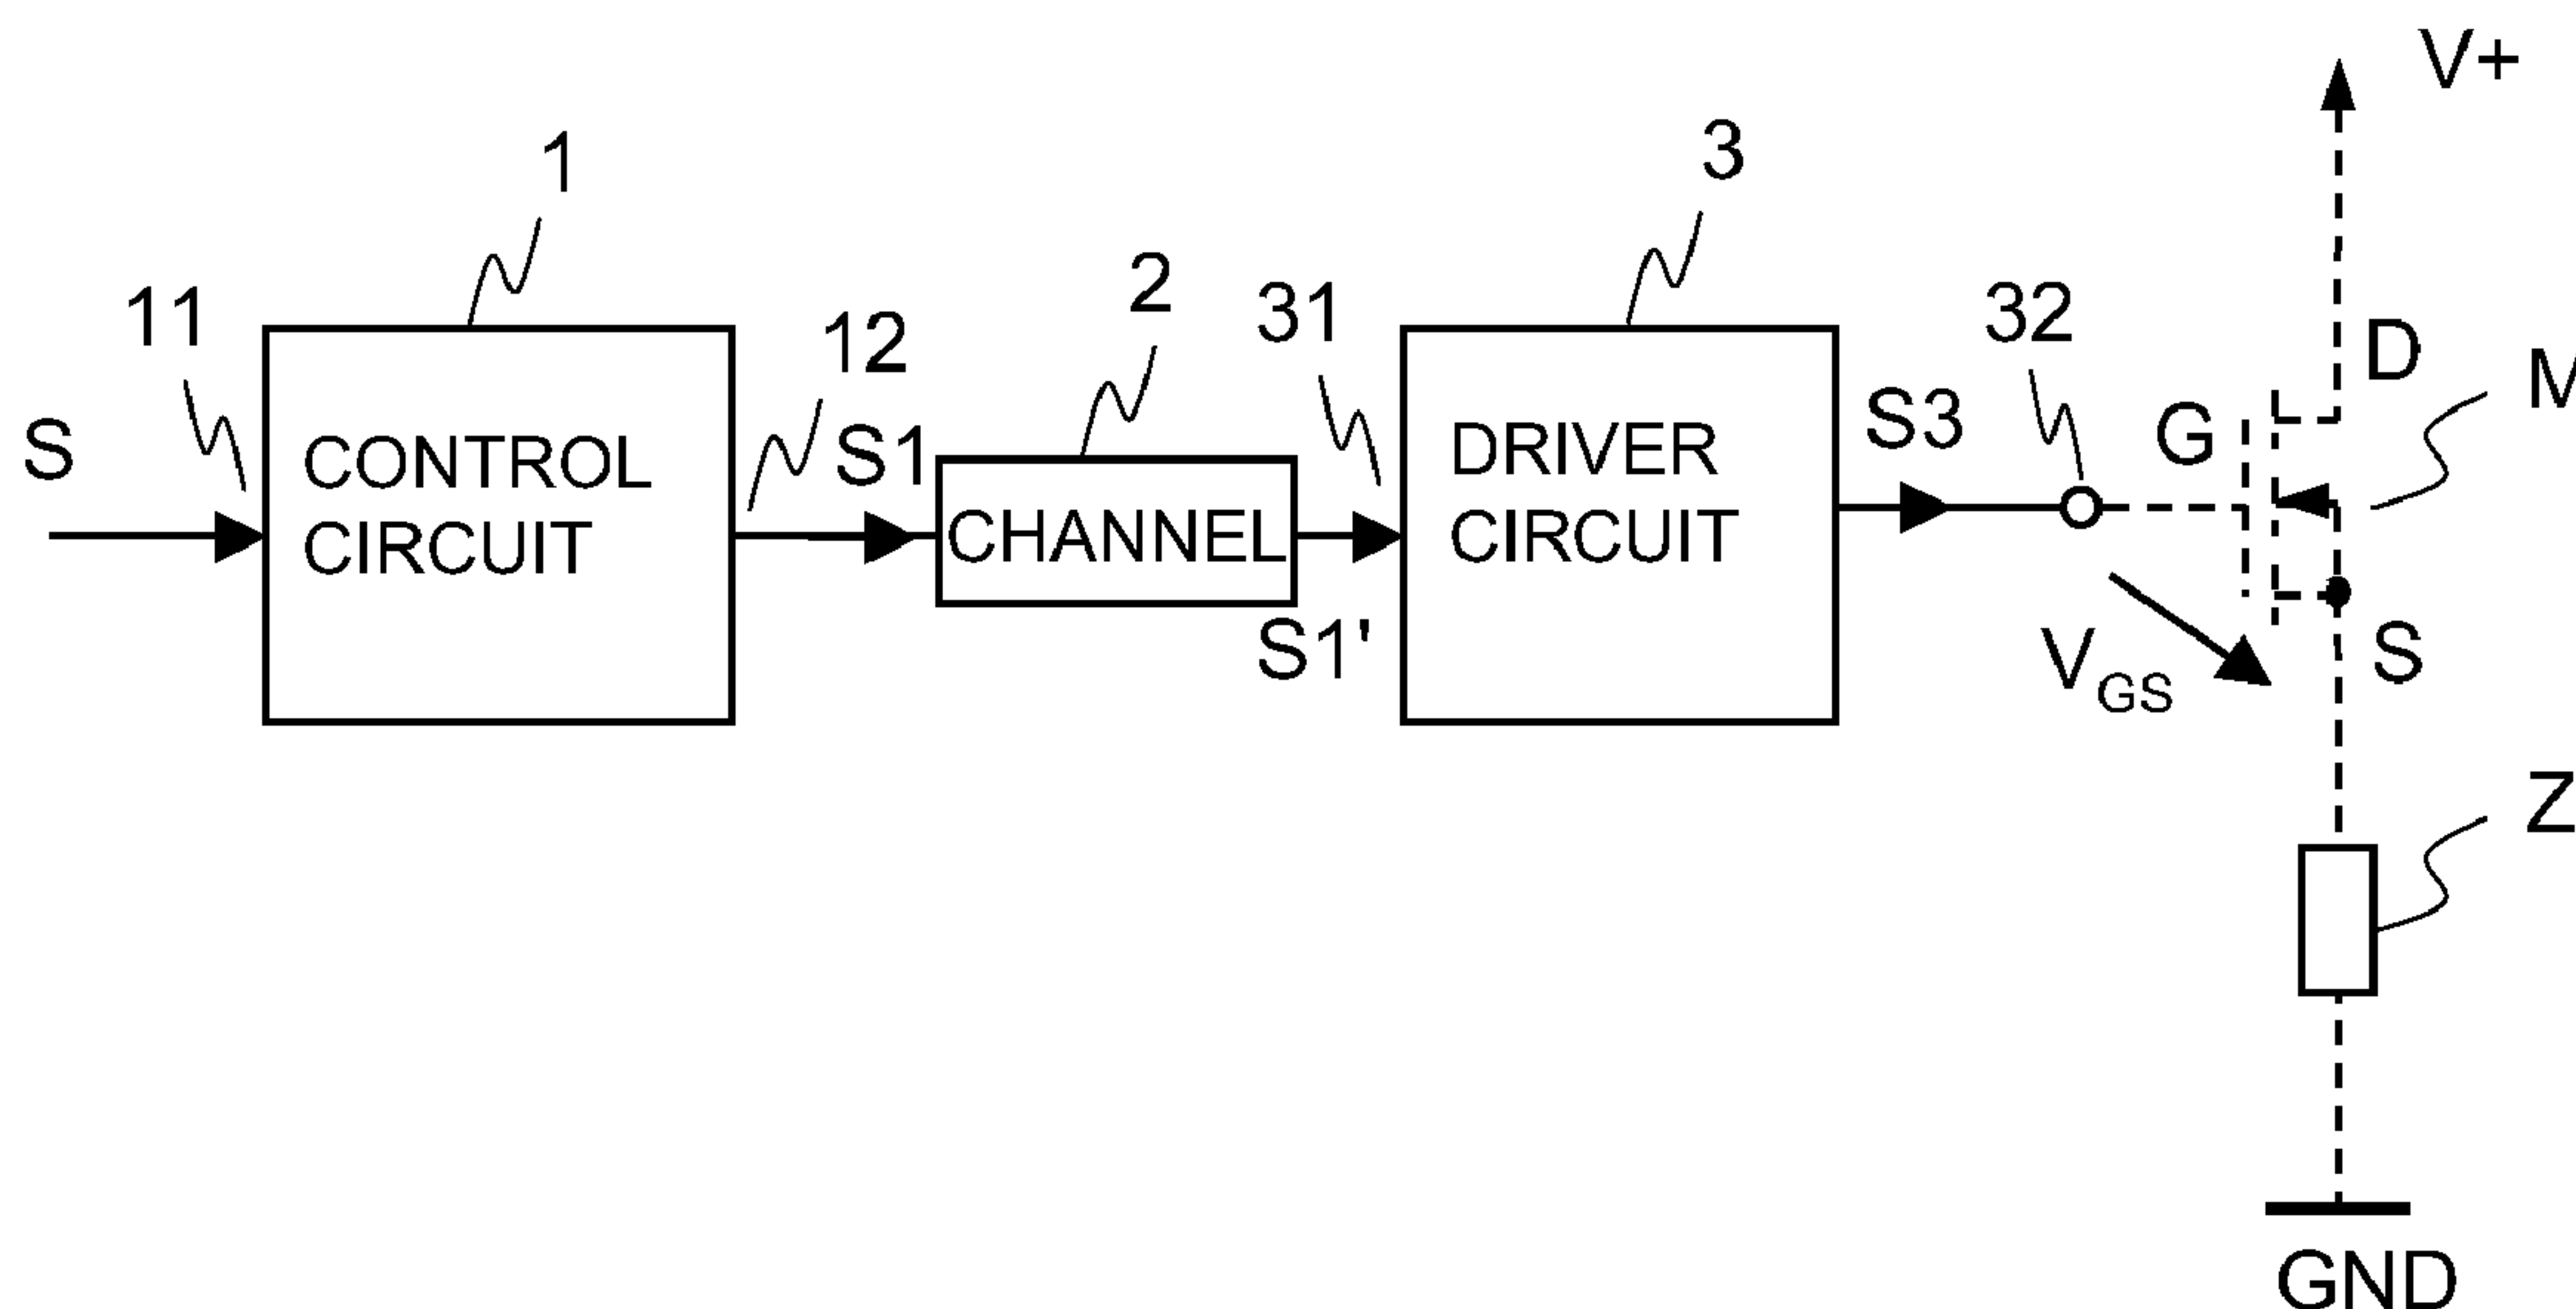 V+
1
3
2
11
12
31
32
D
M
S
CONTROL
CIRCUIT
S1
CHANNEL
S1'
DRIVER
CIRCUIT
S3
G
VGS
S
Z
GND